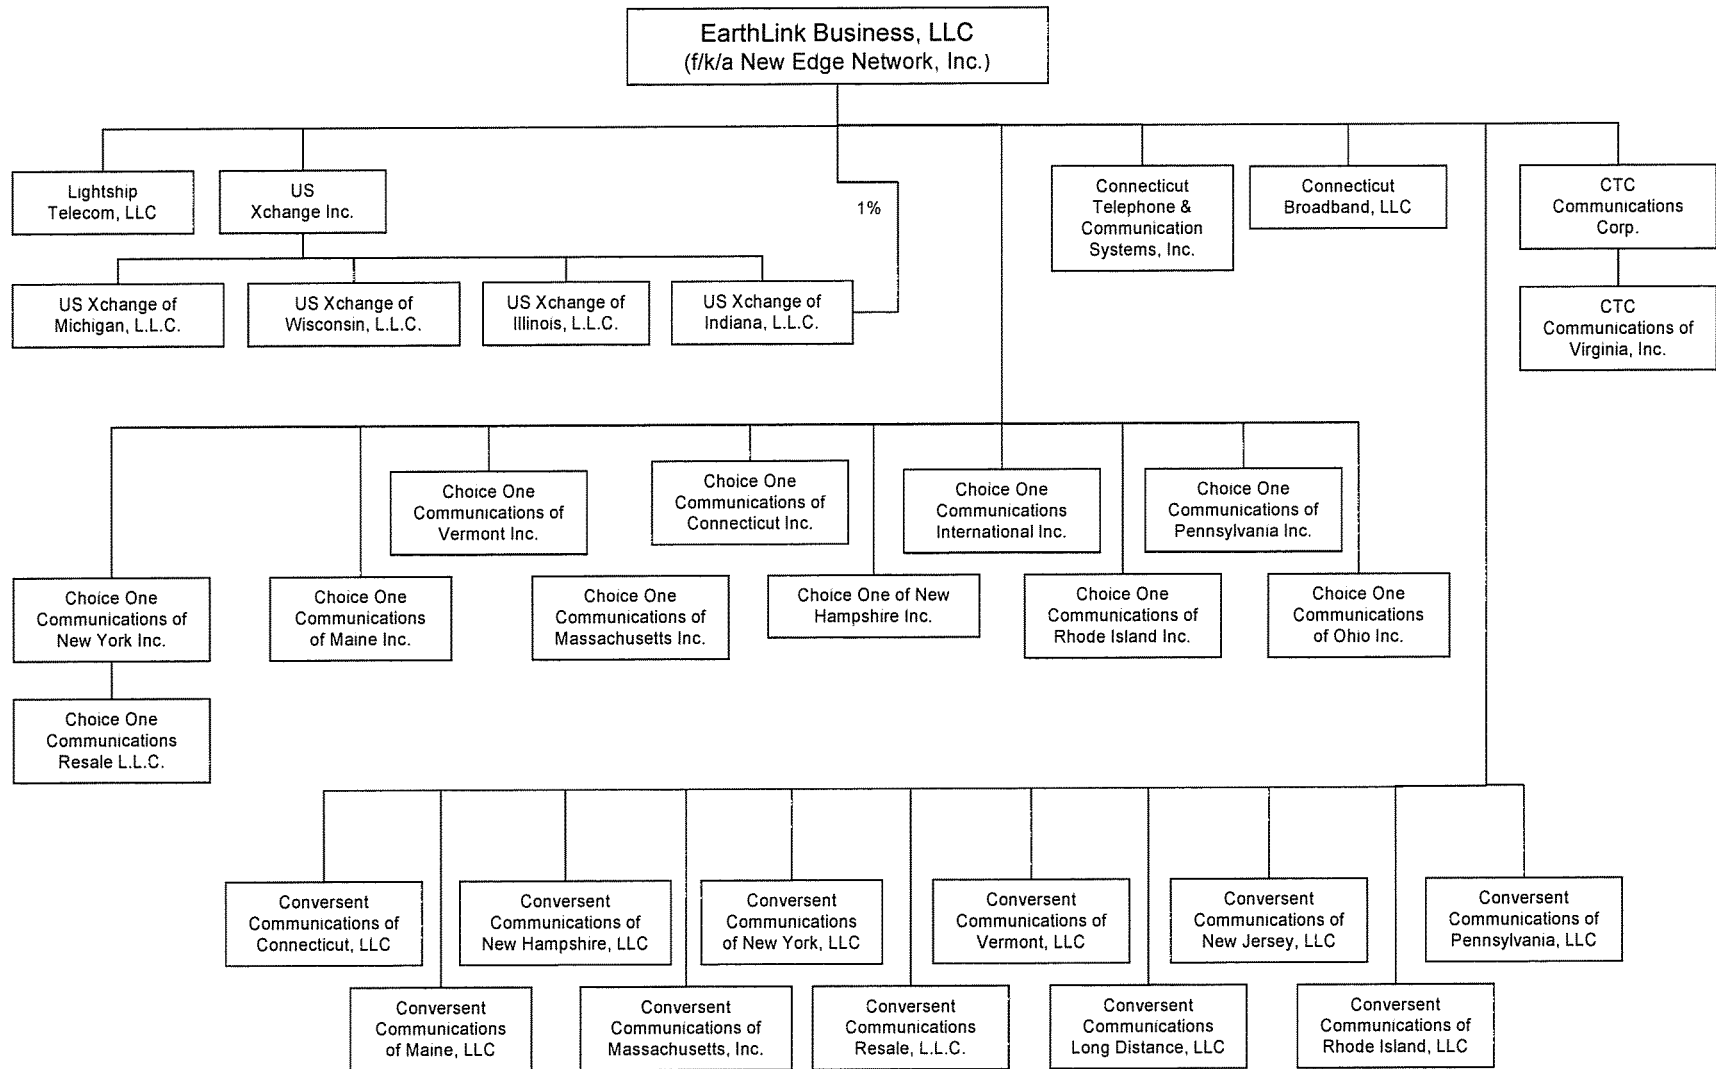 EarthLink Business, LLC
(f/k/a New Edge Network, Inc.)
Lightship
Telecom, LLC
US
Xchange Inc.
1%
Connecticut
Telephone &
Communication
Systems, Inc.
Connecticut
Broadband, LLC
CTC
Communications
Corp.
US Xchange of
Michigan, L.L.C.
US Xchange of
Wisconsin, L.L.C.
US Xchange of
Illinois, L.L.C.
US Xchange of
Indiana, L.L.C.
CTC
Communications of
Virginia, Inc.
Choice One
Communications of
Vermont Inc.
Choice One
Communications of
Connecticut Inc.
Choice One
Communications
International Inc.
Choice One
Communications of
Pennsylvania Inc.
Choice One
Communications of
New York Inc.
Choice One
Communications
of Maine Inc.
Choice One
Communications of
Massachusetts Inc.
Choice One of New
Hampshire Inc.
Choice One
Communications of
Rhode Island Inc.
Choice One
Communications
of Ohio Inc.
Choice One
Communications
Resale L.L.C.
Conversent
Communications of
Connecticut, LLC
Conversent
Communications of
New Hampshire, LLC
Conversent
Communications
of New York, LLC
Conversent
Communications of
Vermont, LLC
Conversent
Communications of
New Jersey, LLC
Conversent
Communications of
Pennsylvania, LLC
Conversent
Communications
of Maine, LLC
Conversent
Communications of
Massachusetts, Inc.
Conversent
Communications
Resale, L.L.C.
Conversent
Communications
Long Distance, LLC
Conversent
Communications of
Rhode Island, LLC